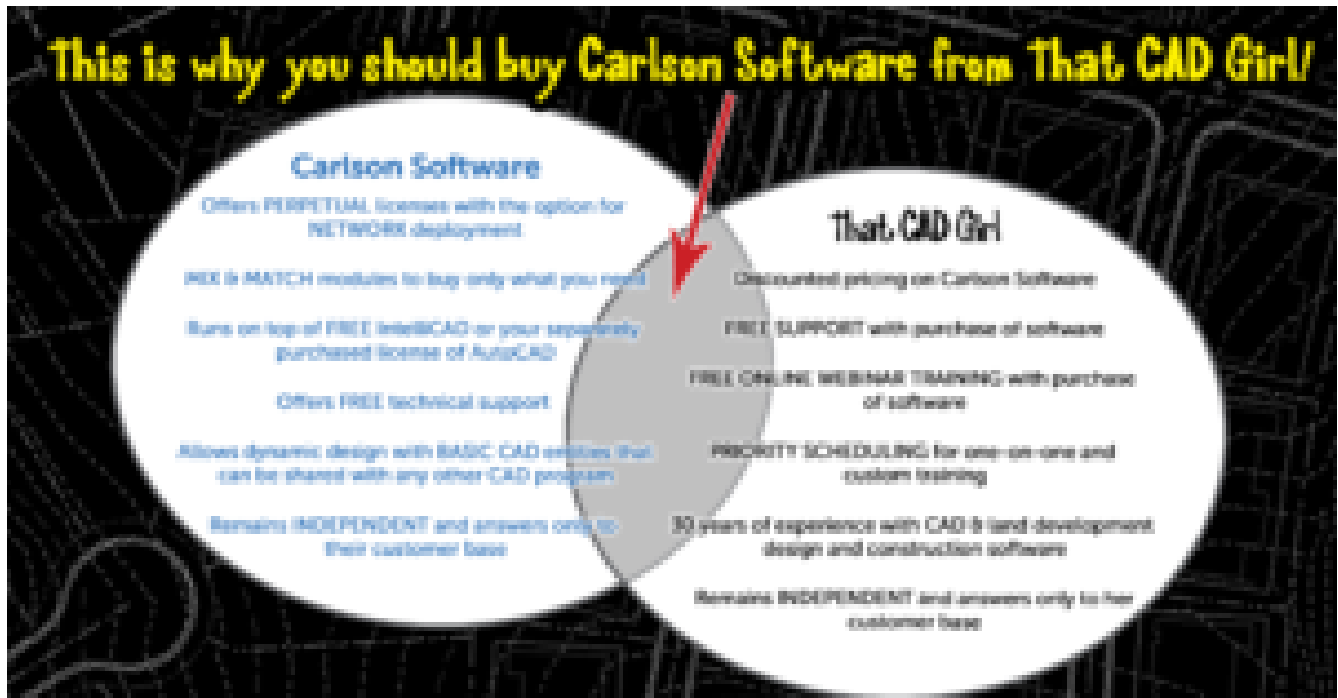 This is why you should buy Carlson Software from That CAD Girl!
Carlson Software
Offers PERPETUAL licenses with the option for
NETWORK deployment
MIX & MATCH modules to buy only what you need
Runs on top of FREE IntelliCAD or your separately
purchased license of AutoCAD
Offers FREE technical support
Allows dynamic design with BASIC CAD entities that
can be shared with any other CAD program
Remains INDEPENDENT and answers only to
their customer base
That CAD Girl
Discounted pricing on Carlson Software
FREE SUPPORT with purchase of software
FREE ONLINE WEBINAR TRAINING with purchase
of software
PRIORITY SCHEDULING for one-on-one and
custom training
30 years of experience with CAD & land development
design and construction software
Remains INDEPENDENT and answers only to her
customer base